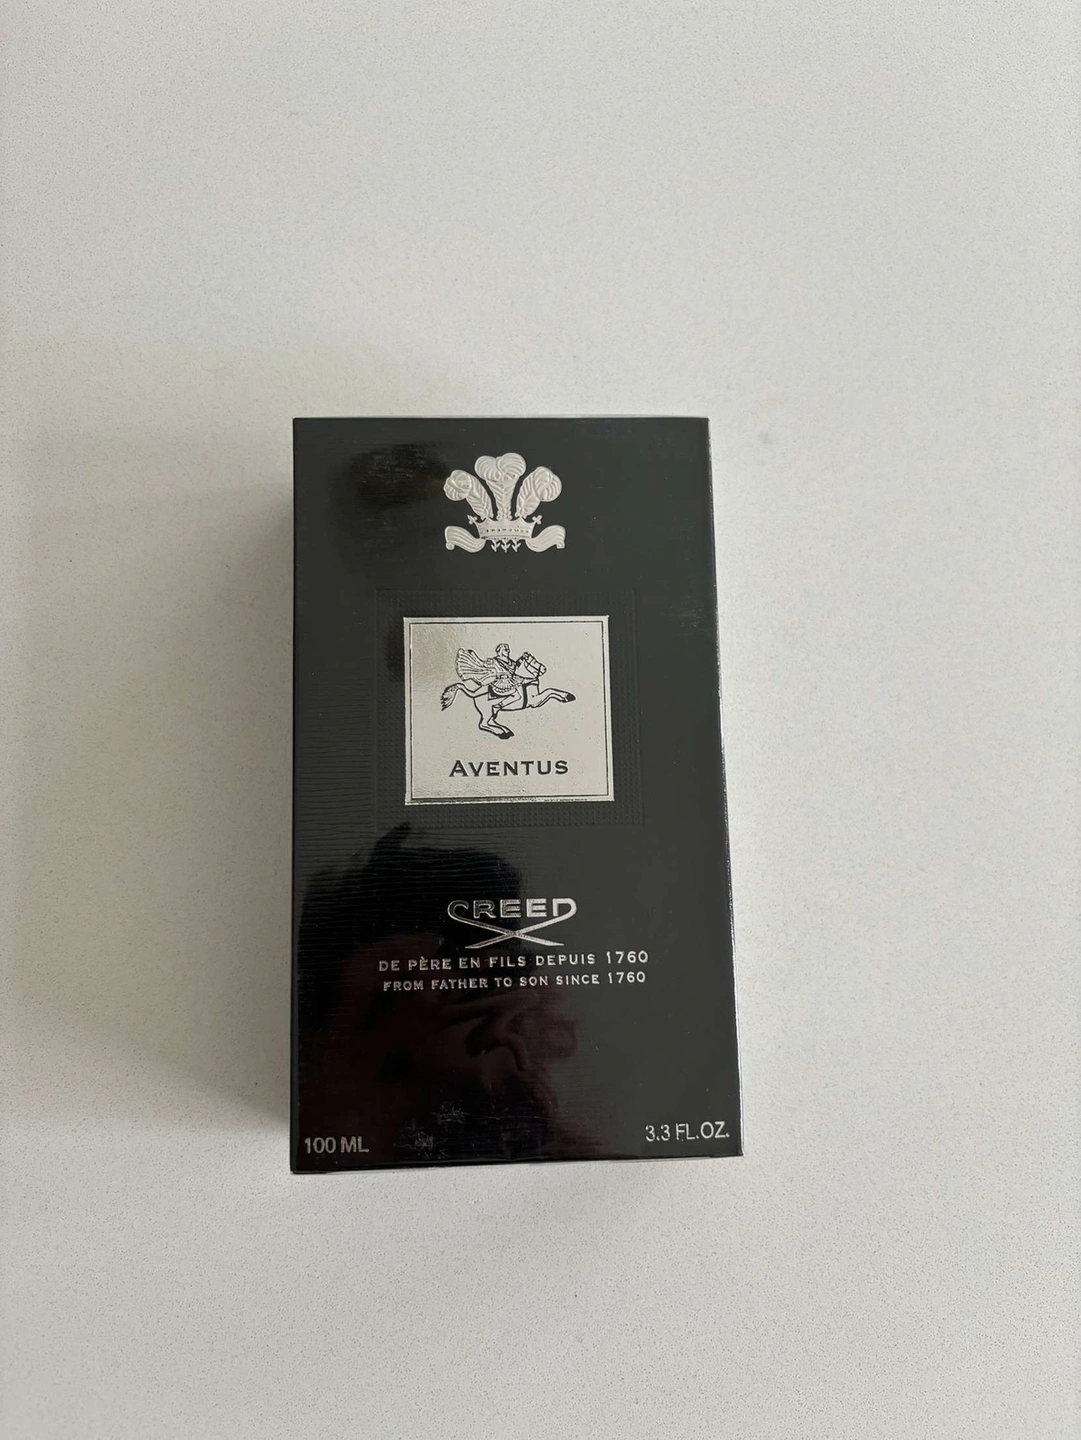 AVENTUS
CREED
DE PÈRE EN FILS DEPUIS 1760
FROM FATHER TO SON SINCE 1760
100 ML
3.3 FL.OZ.